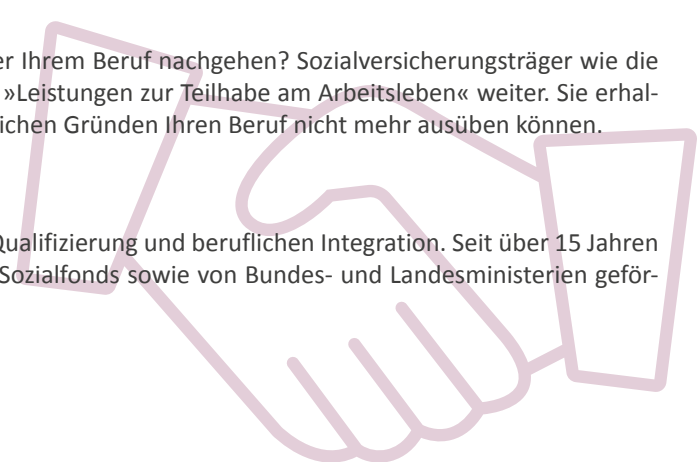 er Ihrem Beruf nachgehen? Sozialversicherungsträger wie die
»Leistungen zur Teilhabe am Arbeitsleben« weiter. Sie erhal-
lichen Gründen Ihren Beruf nicht mehr ausüben können.
Qualifizierung und beruflichen Integration. Seit über 15 Jahren
Sozialfonds sowie von Bundes- und Landesministerien geför-